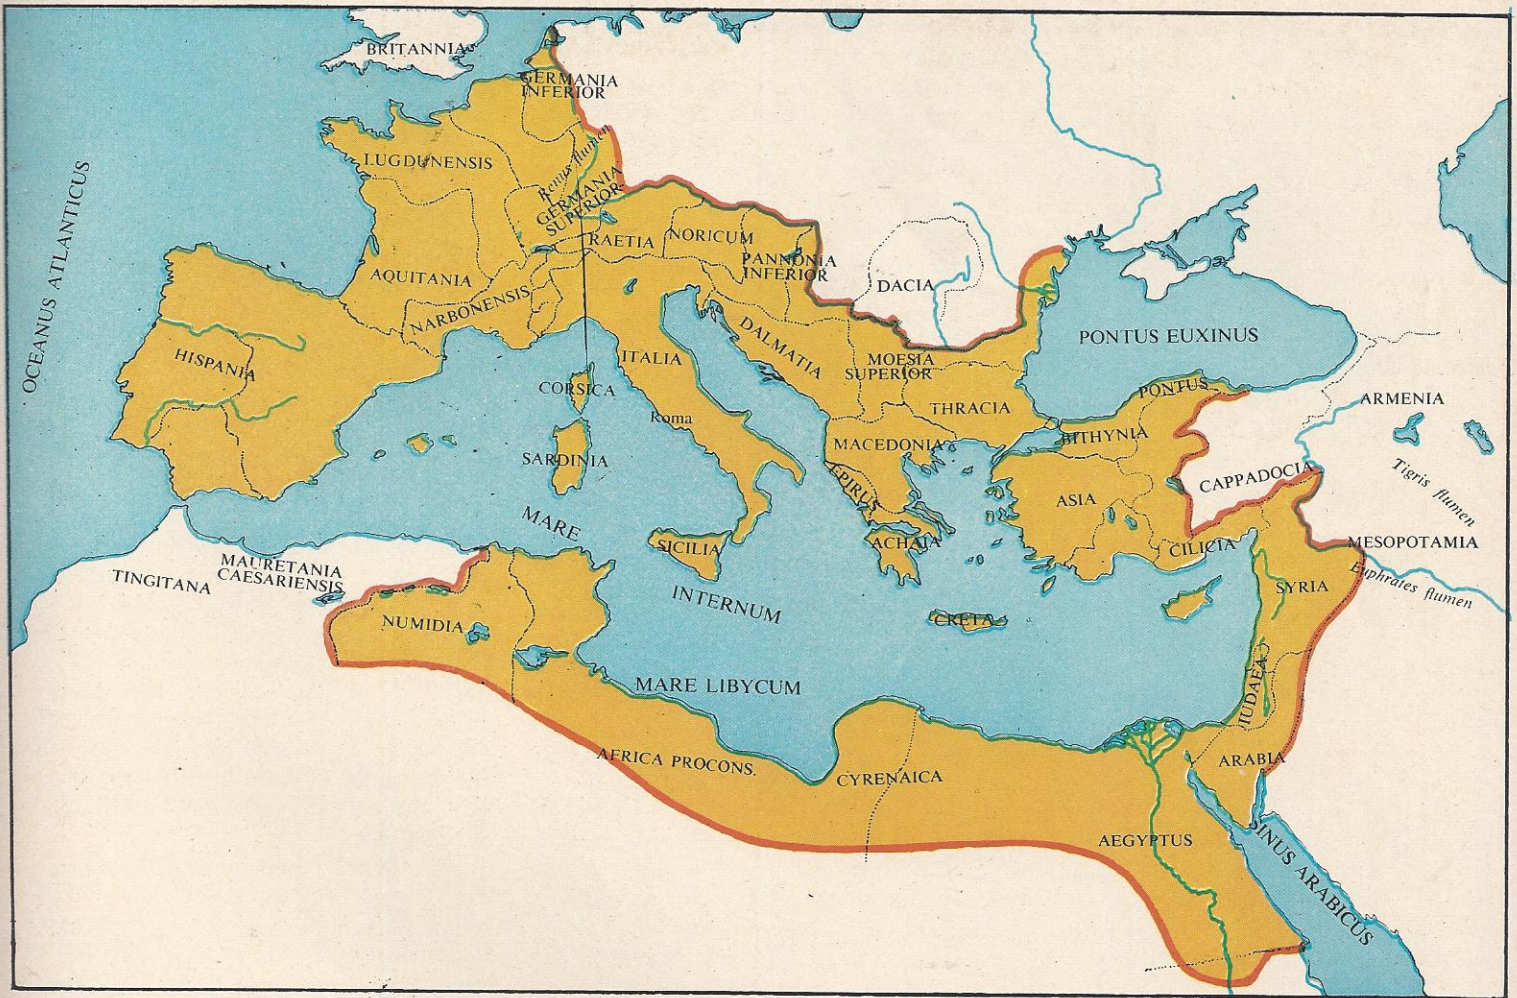 BRITANNIA
GERMANIA
INFERIOR
OCEANUS ATLANTICUS
LUGDUNENSIS
Renus flumen
GERMANIA
SUPERIOR
RAETIA
NORICUM
PANNONIA
INFERIOR
DACIA
AQUITANIA
NARBONENSIS
HISPANIA
ITALIA
DALMATIA
MOESIA
SUPERIOR
PONTUS EUXINUS
CORSICA
Roma
THRACIA
PONTUS
ARMENIA
SARDINIA
MACEDONIA
BITHYNIA
EPIRUS
ASIA
CAPPADOCIA
Tigris flumen
MARE
SICILIA
ACHAIA
CILICIA
MESOPOTAMIA
TINGITANA
MAURETANIA
CAESARIENSIS
Euphrates flumen
SYRIA
NUMIDIA
INTERNUM
CRETA
MARE LIBYCUM
IUDAEA
AFRICA PROCONS.
CYRENAICA
ARABIA
AEGYPTUS
SINUS ARABICUS